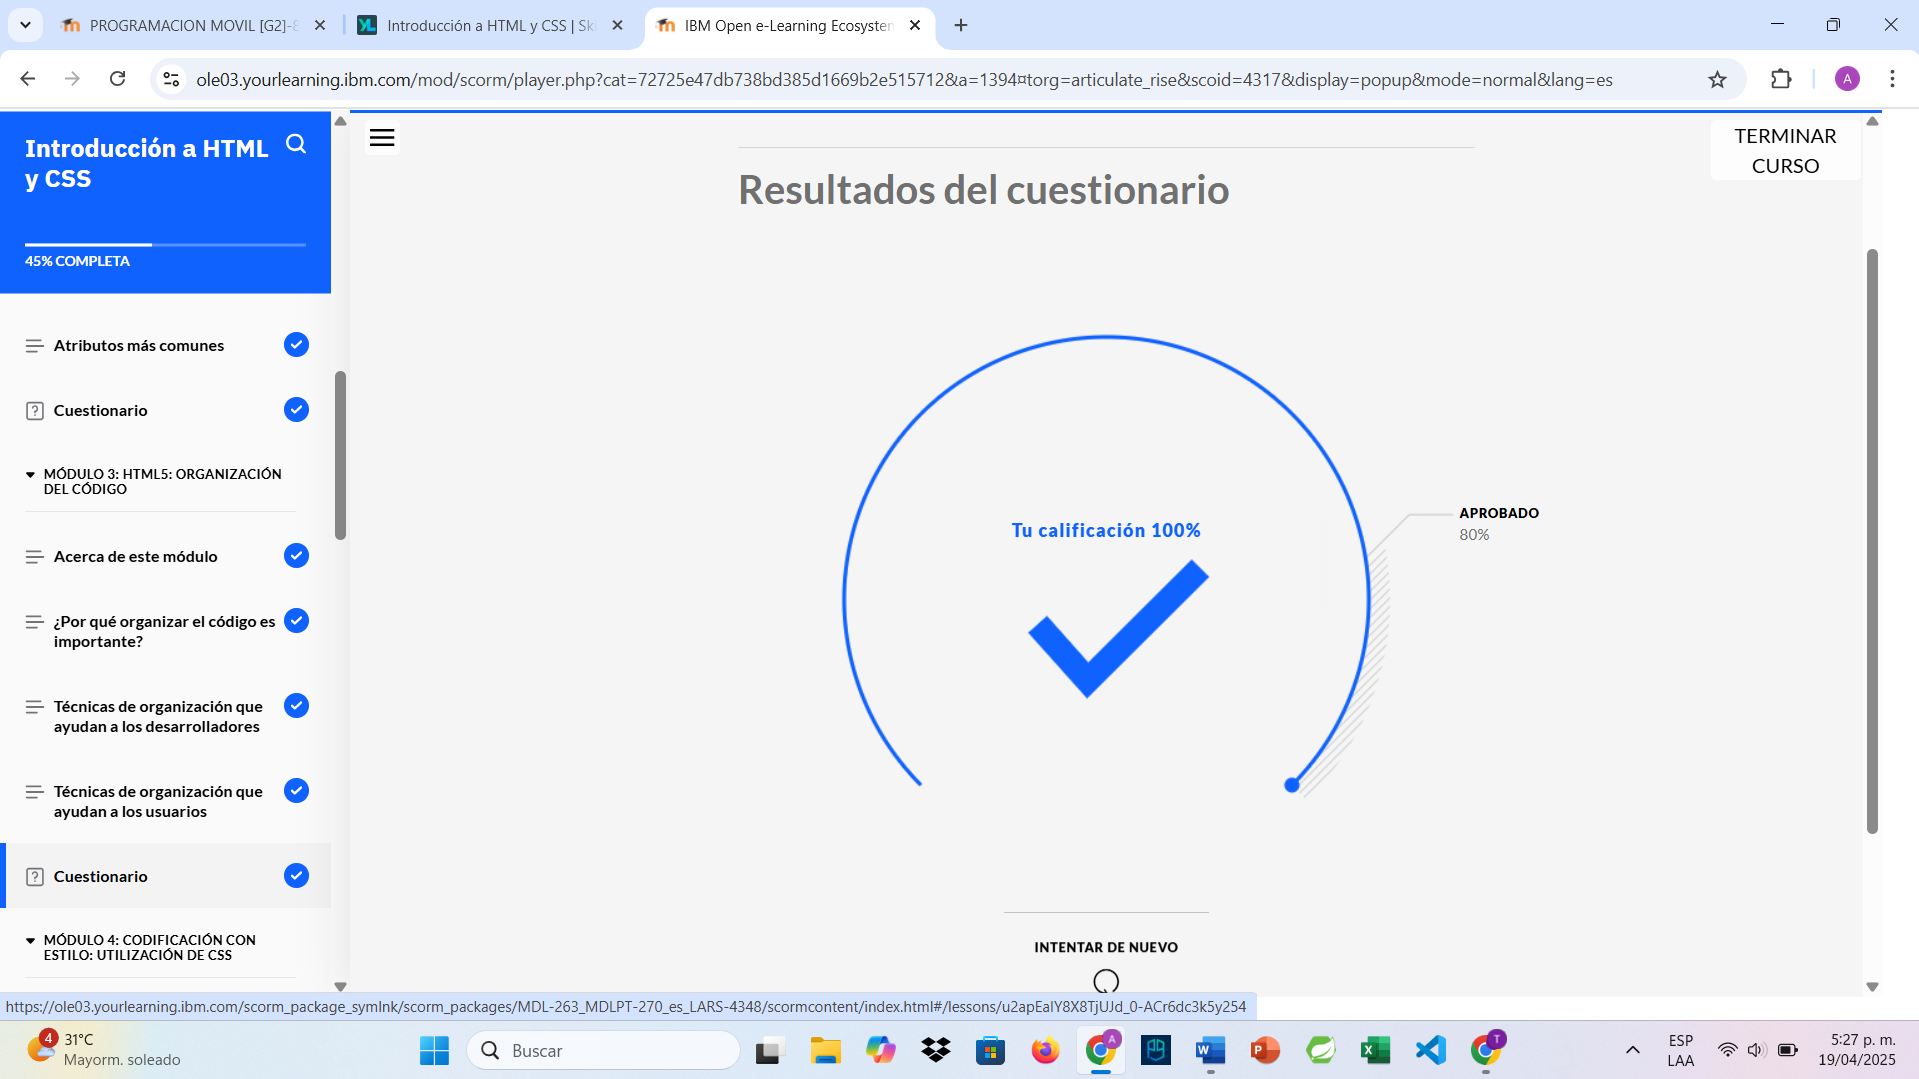 PROGRAMACION MOVIL [G2]-8
Introducción a HTML y CSS | Ski
IBM Open e-Learning Ecosystem
ole03.yourlearning.ibm.com/mod/scorm/player.php?cat=72725e47db738bd385d1669b2e515712&a=1394¤torg=articulate_rise&scoid=4317&display=popup&mode=normal&lang=es
A
Introducción a HTML
y CSS
45% COMPLETA
Atributos más comunes
Cuestionario
MÓDULO 3: HTML5: ORGANIZACIÓN
DEL CÓDIGO
Acerca de este módulo
¿Por qué organizar el código es
importante?
Técnicas de organización que
ayudan a los desarrolladores
Técnicas de organización que
ayudan a los usuarios
Cuestionario
MÓDULO 4: CODIFICACIÓN CON
ESTILO: UTILIZACIÓN DE CSS
TERMINAR
CURSO
Resultados del cuestionario
Tu calificación 100%
APROBADO
80%
INTENTAR DE NUEVO
https://ole03.yourlearning.ibm.com/scorm_package_symlnk/scorm_packages/MDL-263_MDLPT-270_es_LARS-4348/scormcontent/index.html#/lessons/u2apEaIY8X8TjUJd_0-ACr6dc3k5y254
4
31°C
Mayorm. soleado
Buscar
ESP
LAA
5:27 p. m.
19/04/2025